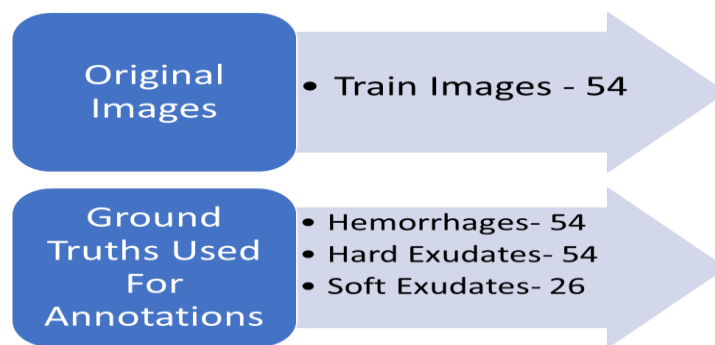 Original
Images
• Train Images - 54
Ground
Truths Used
For
Annotations
• Hemorrhages- 54
• Hard Exudates- 54
• Soft Exudates- 26